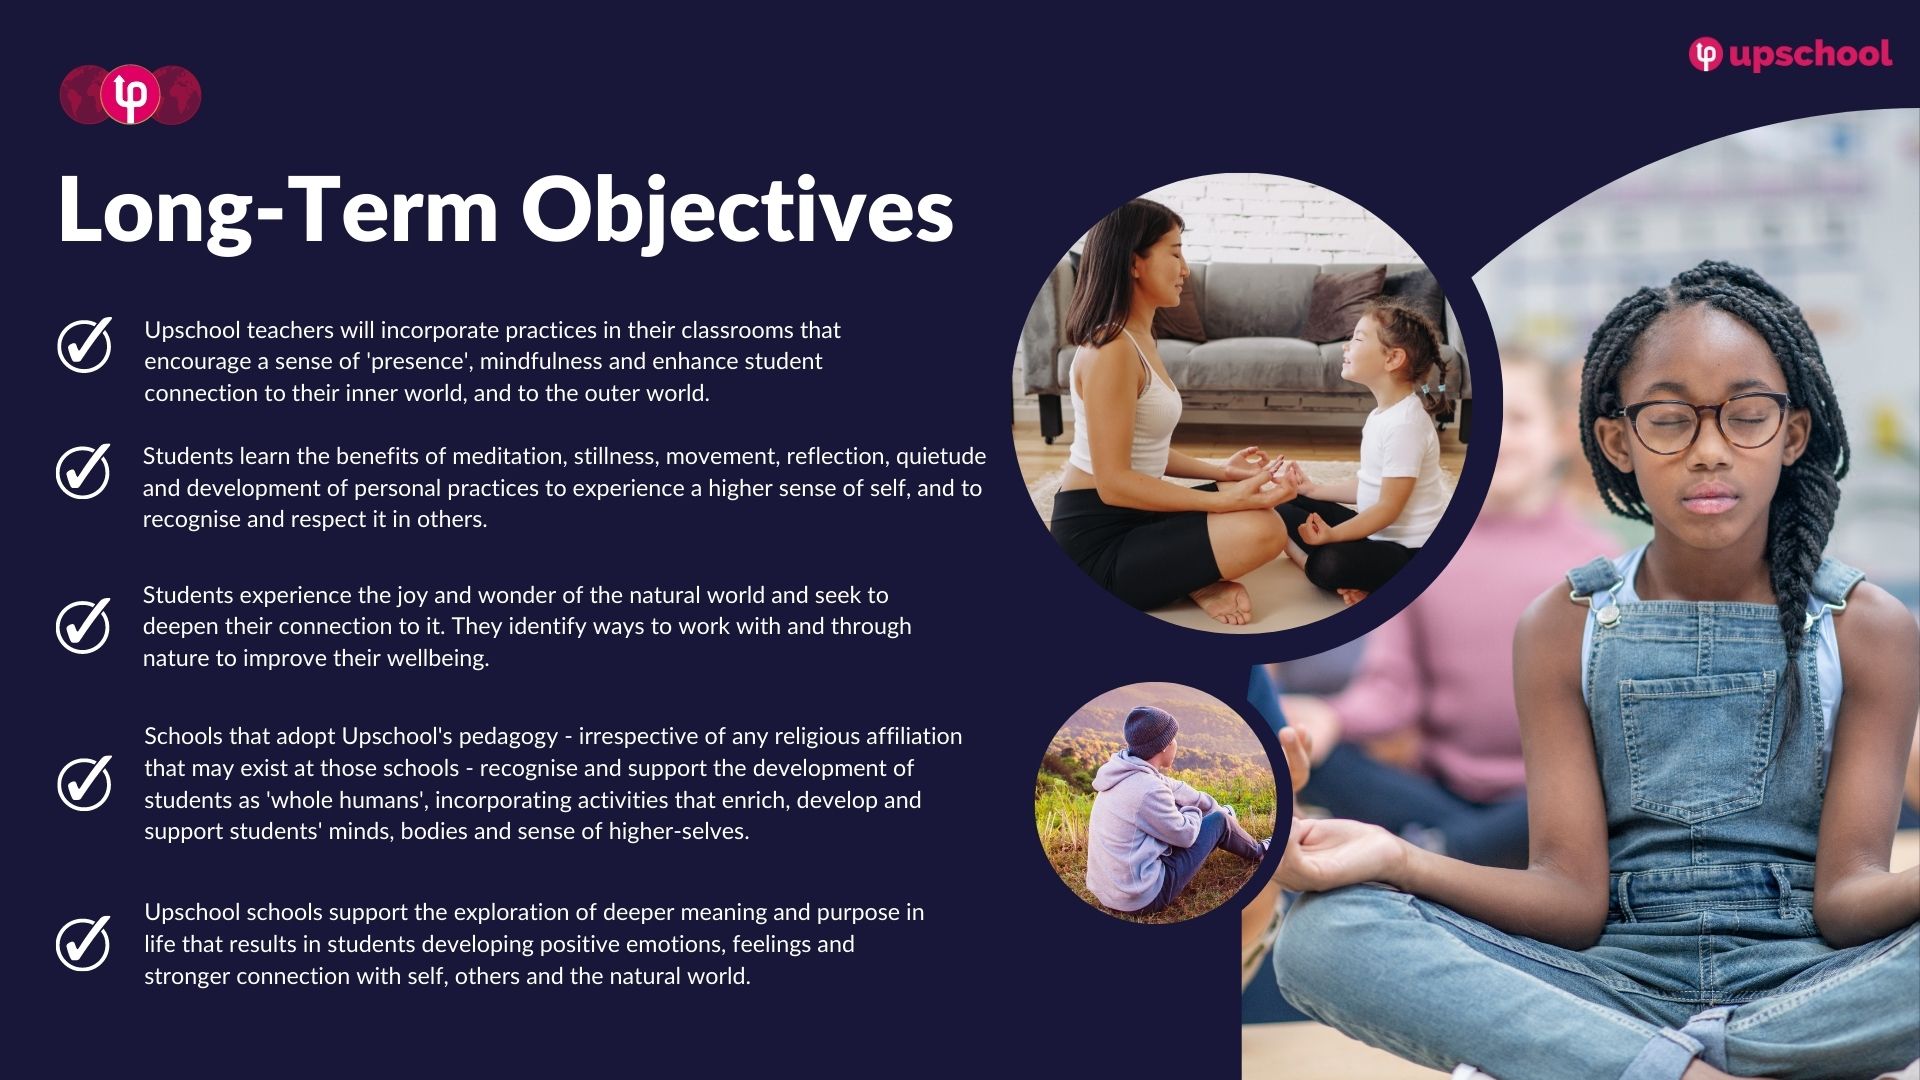 upschool
Long-Term Objectives
Upschool teachers will incorporate practices in their classrooms that
encourage a sense of 'presence', mindfulness and enhance student
connection to their inner world, and to the outer world.
Students learn the benefits of meditation, stillness, movement, reflection, quietude
and development of personal practices to experience a higher sense of self, and to
recognise and respect it in others.
Students experience the joy and wonder of the natural world and seek to
deepen their connection to it. They identify ways to work with and through
nature to improve their wellbeing.
Schools that adopt Upschool's pedagogy - irrespective of any religious affiliation
that may exist at those schools - recognise and support the development of
students as 'whole humans', incorporating activities that enrich, develop and
support students' minds, bodies and sense of higher-selves.
Upschool schools support the exploration of deeper meaning and purpose in
life that results in students developing positive emotions, feelings and
stronger connection with self, others and the natural world.